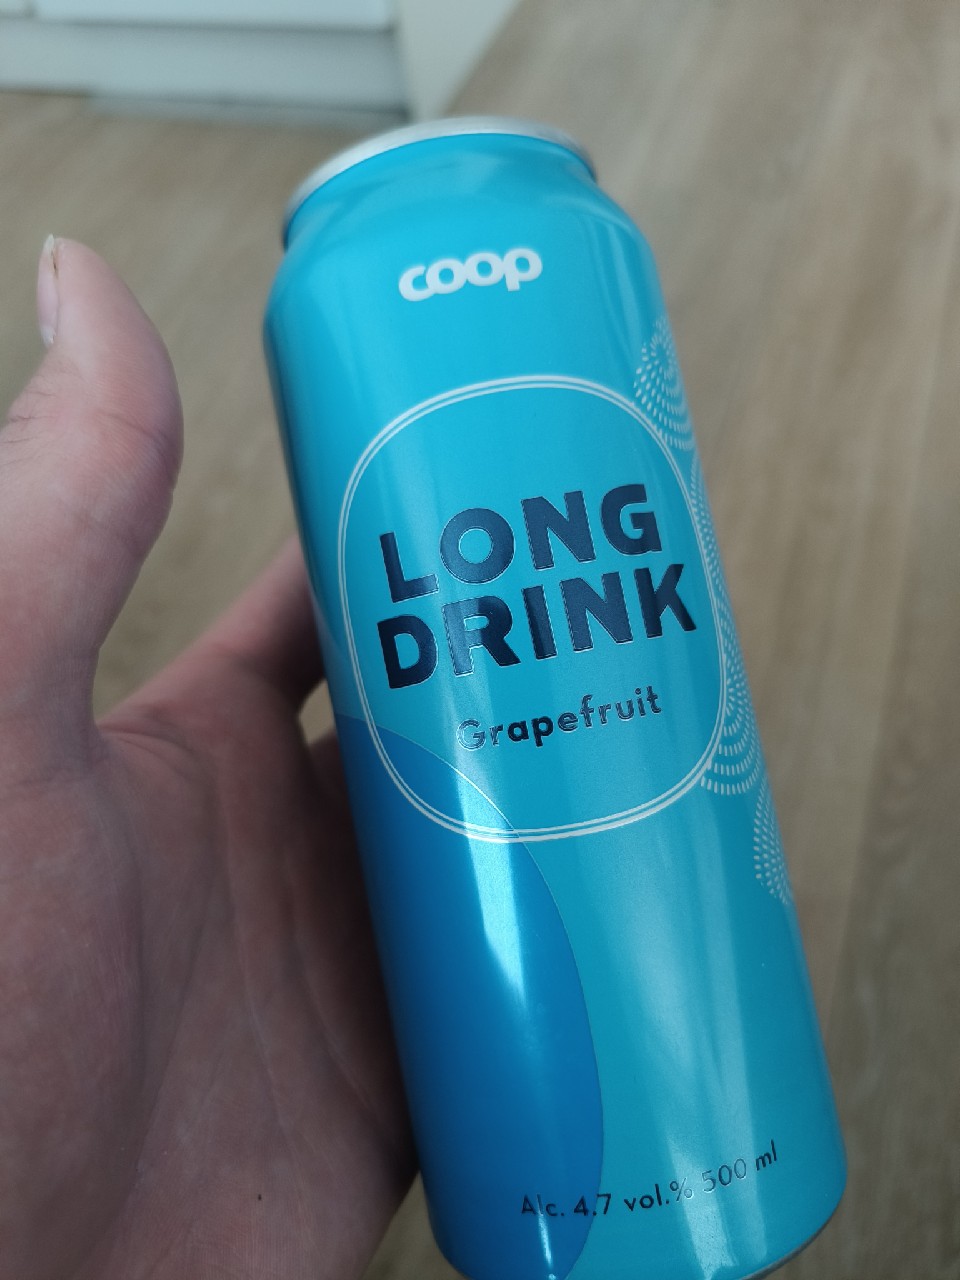 coop
LONG
DRINK
Grapefruit
Alc. 4.7 vol.% 500 ml